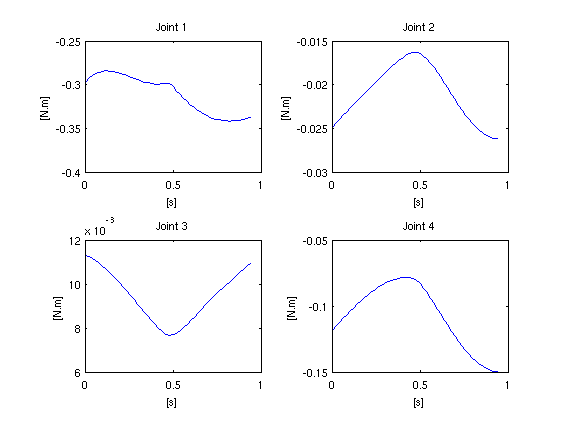 Joint 1
-0.25
-0.3
-0.35
-0.4
[N.m]
0 0.5 1
[s]
Joint 2
-0.015
-0.02
-0.025
-0.03
[N.m]
0 0.5 1
[s]
Joint 3
x 10⁻³
12
10
8
6
[N.m]
0 0.5 1
[s]
Joint 4
-0.05
-0.1
-0.15
[N.m]
0 0.5 1
[s]